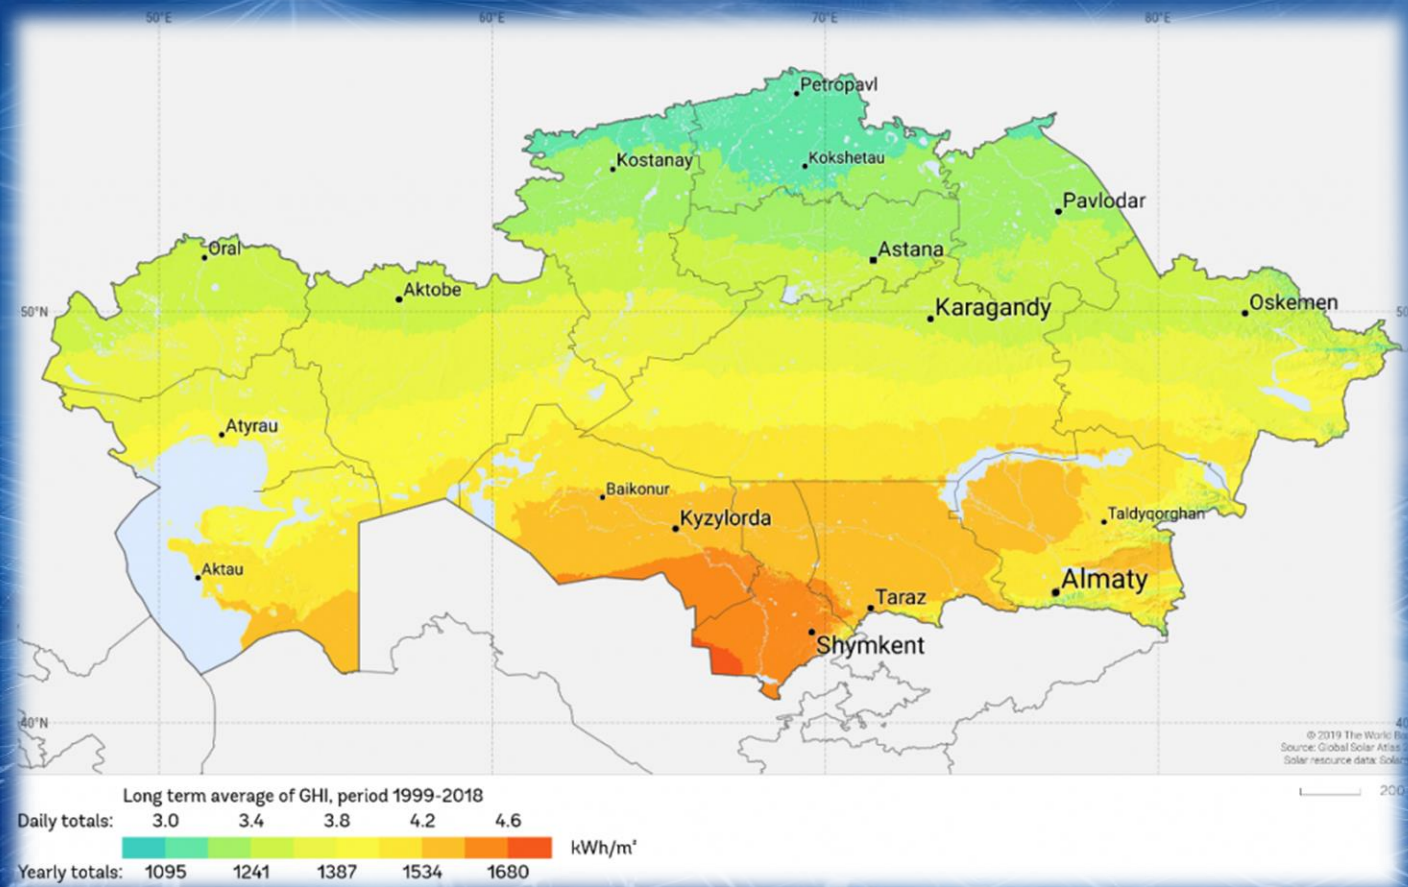 50°E 60°E 70°E 80°E
Petropavl
Kostanay
Kokshetau
Pavlodar
Oral
Astana
Aktobe
50°N
Karagandy
Oskemen
50
Atyrau
Baikonur
Kyzylorda
Taldyqorghan
Aktau
Almaty
Taraz
Shymkent
40°N
40
© 2019 The World Ba
Source: Global Solar Atlas
Solar resource data: Solar
200
Long term average of GHI, period 1999-2018
Daily totals: 3.0 3.4 3.8 4.2 4.6
kWh/m²
Yearly totals: 1095 1241 1387 1534 1680